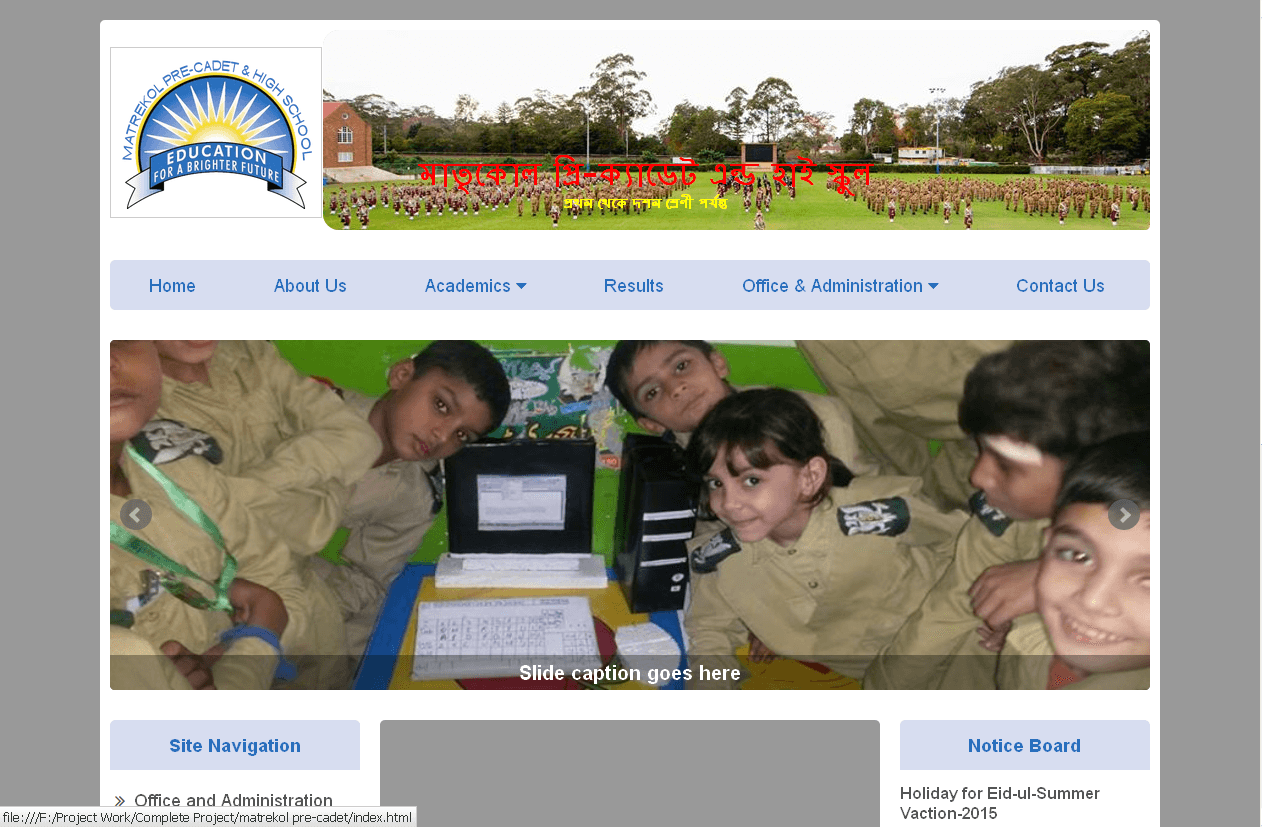 MATREKOL PRE-CADET & HIGH SCHOOL
EDUCATION
FOR A BRIGHTER FUTURE
মাতৃকোল প্রি-ক্যাডেট এন্ড হাই স্কুল
প্রথম থেকে দশম শ্রেণী পর্যন্ত
Home About Us Academics Results Office & Administration Contact Us
Slide caption goes here
Site Navigation
Notice Board
Office and Administration
Holiday for Eid-ul-Summer
Vaction-2015
file:///F:/Project Work/Complete Project/matrekol pre-cadet/index.html